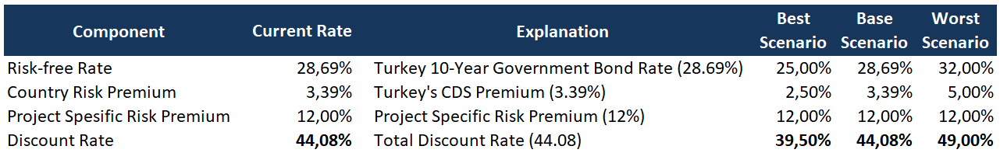 Component Current Rate Explanation Best Scenario Base Scenario Worst Scenario
Risk-free Rate 28,69% Turkey 10-Year Government Bond Rate (28.69%) 25,00% 28,69% 32,00%
Country Risk Premium 3,39% Turkey's CDS Premium (3.39%) 2,50% 3,39% 5,00%
Project Spesific Risk Premium 12,00% Project Specific Risk Premium (12%) 12,00% 12,00% 12,00%
Discount Rate 44,08% Total Discount Rate (44.08) 39,50% 44,08% 49,00%